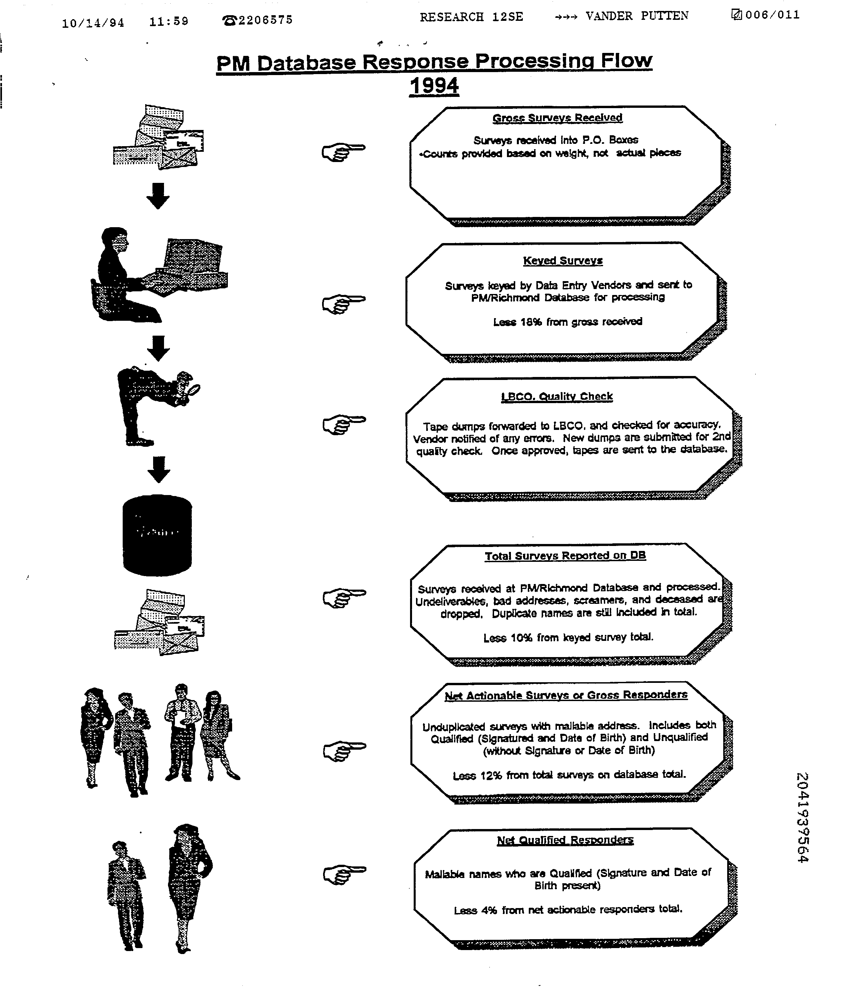 10/14/94 11:59 ☎2206575 RESEARCH 12SE →→→ VANDER PUTTEN 006/011
PM Database Response Processing Flow
1994
Gross Surveys Received
Surveys received into P.O. Boxes
•Counts provided based on weight, not actual pieces
Keyed Surveys
Surveys keyed by Data Entry Vendors and sent to
PM/Richmond Database for processing
Less 18% from gross received
LBCO. Quality Check
Tape dumps forwarded to LBCO. and checked for accuracy.
Vendor notified of any errors. New dumps are submitted for 2nd
quality check. Once approved, tapes are sent to the database.
Total Surveys Reported on DB
Surveys received at PM/Richmond Database and processed.
Undeliverables, bad addresses, screamers, and deceased are
dropped. Duplicate names are still included in total.
Less 10% from keyed survey total.
Net Actionable Surveys or Gross Responders
Unduplicated surveys with mailable address. Includes both
Qualified (Signatured and Date of Birth) and Unqualified
(without Signature or Date of Birth)
Less 12% from total surveys on database total.
Net Qualified Responders
Mailable names who are Qualified (Signature and Date of
Birth present)
Less 4% from net actionable responders total.
2041939564